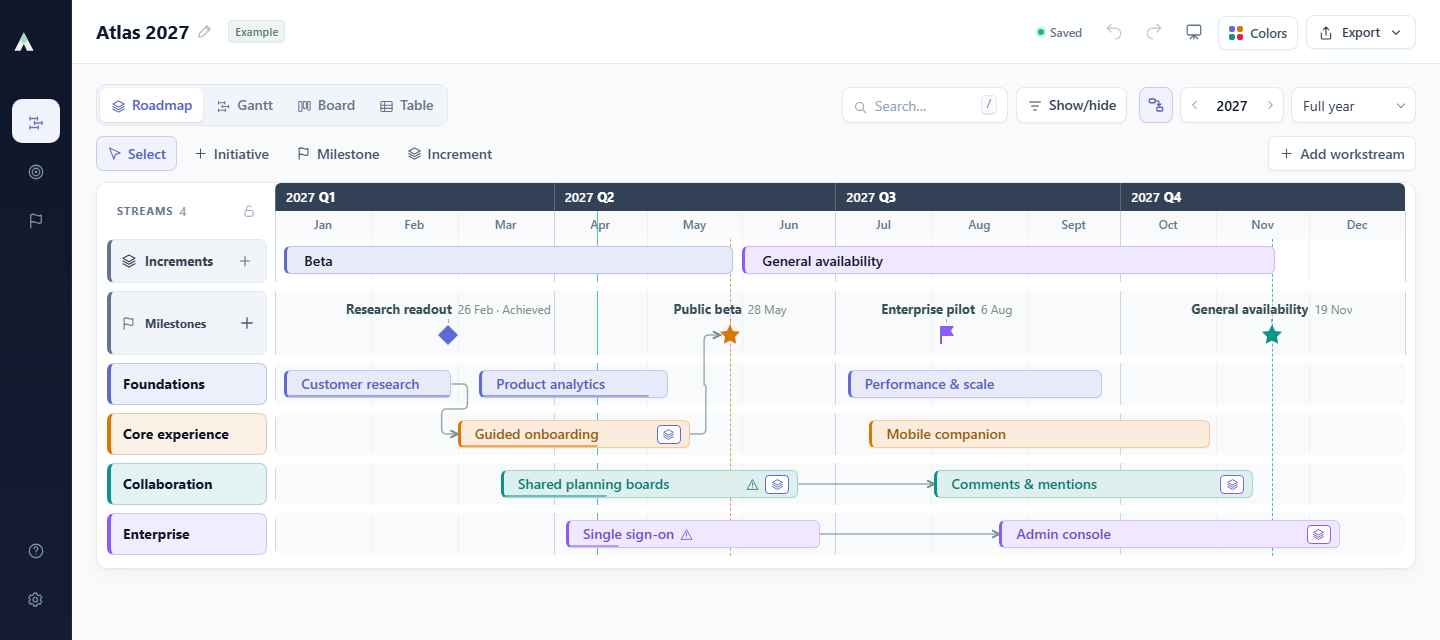 Atlas 2027 Example Saved Colors Export
Roadmap Gantt Board Table Search... / Show/hide 2027 Full year
Select Initiative Milestone Increment Add workstream
STREAMS 4
2027 Q1 2027 Q2 2027 Q3 2027 Q4
Jan Feb Mar Apr May Jun Jul Aug Sept Oct Nov Dec
Increments Beta General availability
Milestones
Research readout 26 Feb · Achieved Public beta 28 May Enterprise pilot 6 Aug General availability 19 Nov
Foundations Customer research Product analytics Performance & scale
Core experience Guided onboarding Mobile companion
Collaboration Shared planning boards Comments & mentions
Enterprise Single sign-on Admin console